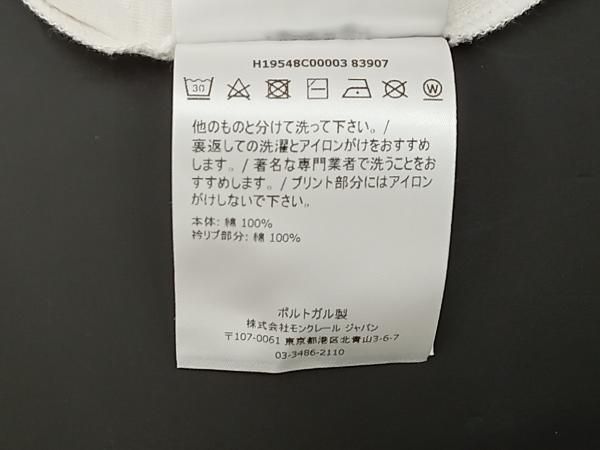 H19548C00003 83907
30
W
他のものと分けて洗って下さい。/
裏返しての洗濯とアイロンがけをおすすめ
します。/ 著名な専門業者で洗うことをお
すすめします。/ プリント部分にはアイロン
がけしないで下さい。
本体: 綿 100%
衿リブ部分: 綿 100%
ポルトガル製
株式会社モンクレール ジャパン
〒107-0061 東京都港区北青山3-6-7
03-3486-2110